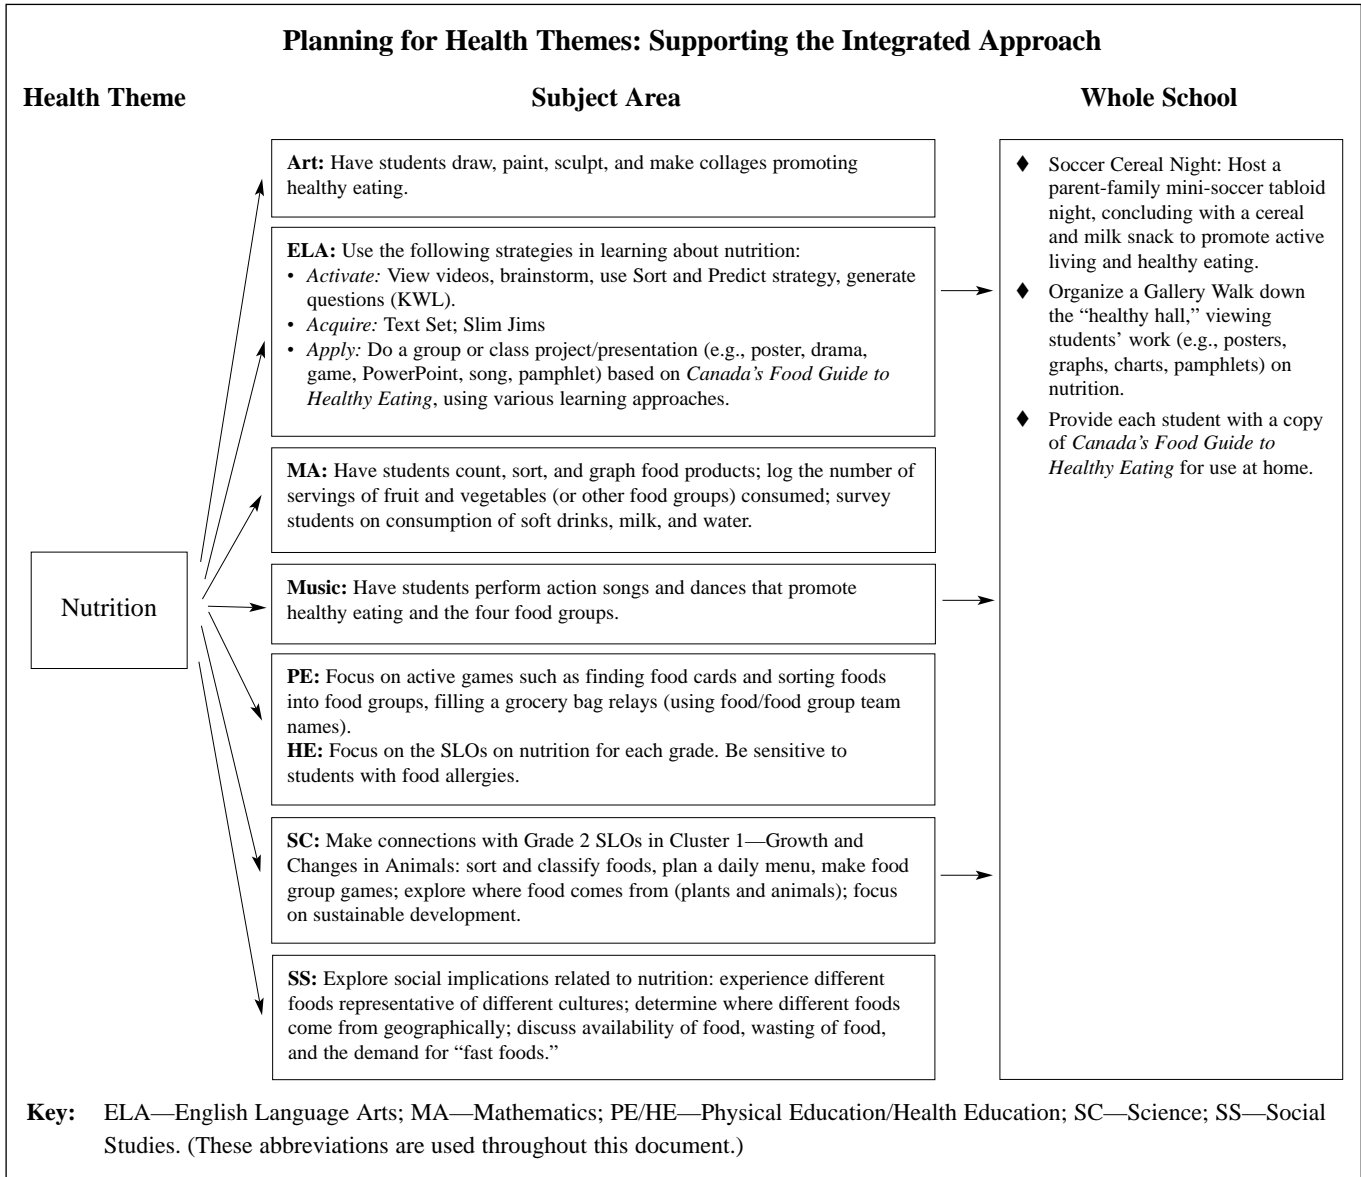 Planning for Health Themes: Supporting the Integrated Approach
Health Theme
Subject Area
Whole School
Nutrition
Art: Have students draw, paint, sculpt, and make collages promoting
healthy eating.
ELA: Use the following strategies in learning about nutrition:
• Activate: View videos, brainstorm, use Sort and Predict strategy, generate
questions (KWL).
• Acquire: Text Set; Slim Jims
• Apply: Do a group or class project/presentation (e.g., poster, drama,
game, PowerPoint, song, pamphlet) based on Canada’s Food Guide to
Healthy Eating, using various learning approaches.
MA: Have students count, sort, and graph food products; log the number of
servings of fruit and vegetables (or other food groups) consumed; survey
students on consumption of soft drinks, milk, and water.
Music: Have students perform action songs and dances that promote
healthy eating and the four food groups.
PE: Focus on active games such as finding food cards and sorting foods
into food groups, filling a grocery bag relays (using food/food group team
names).
HE: Focus on the SLOs on nutrition for each grade. Be sensitive to
students with food allergies.
SC: Make connections with Grade 2 SLOs in Cluster 1—Growth and
Changes in Animals: sort and classify foods, plan a daily menu, make food
group games; explore where food comes from (plants and animals); focus
on sustainable development.
SS: Explore social implications related to nutrition: experience different
foods representative of different cultures; determine where different foods
come from geographically; discuss availability of food, wasting of food,
and the demand for “fast foods.”
♦ Soccer Cereal Night: Host a
parent-family mini-soccer tabloid
night, concluding with a cereal
and milk snack to promote active
living and healthy eating.
♦ Organize a Gallery Walk down
the “healthy hall,” viewing
students’ work (e.g., posters,
graphs, charts, pamphlets) on
nutrition.
♦ Provide each student with a copy
of Canada’s Food Guide to
Healthy Eating for use at home.
Key: ELA—English Language Arts; MA—Mathematics; PE/HE—Physical Education/Health Education; SC—Science; SS—Social
Studies. (These abbreviations are used throughout this document.)